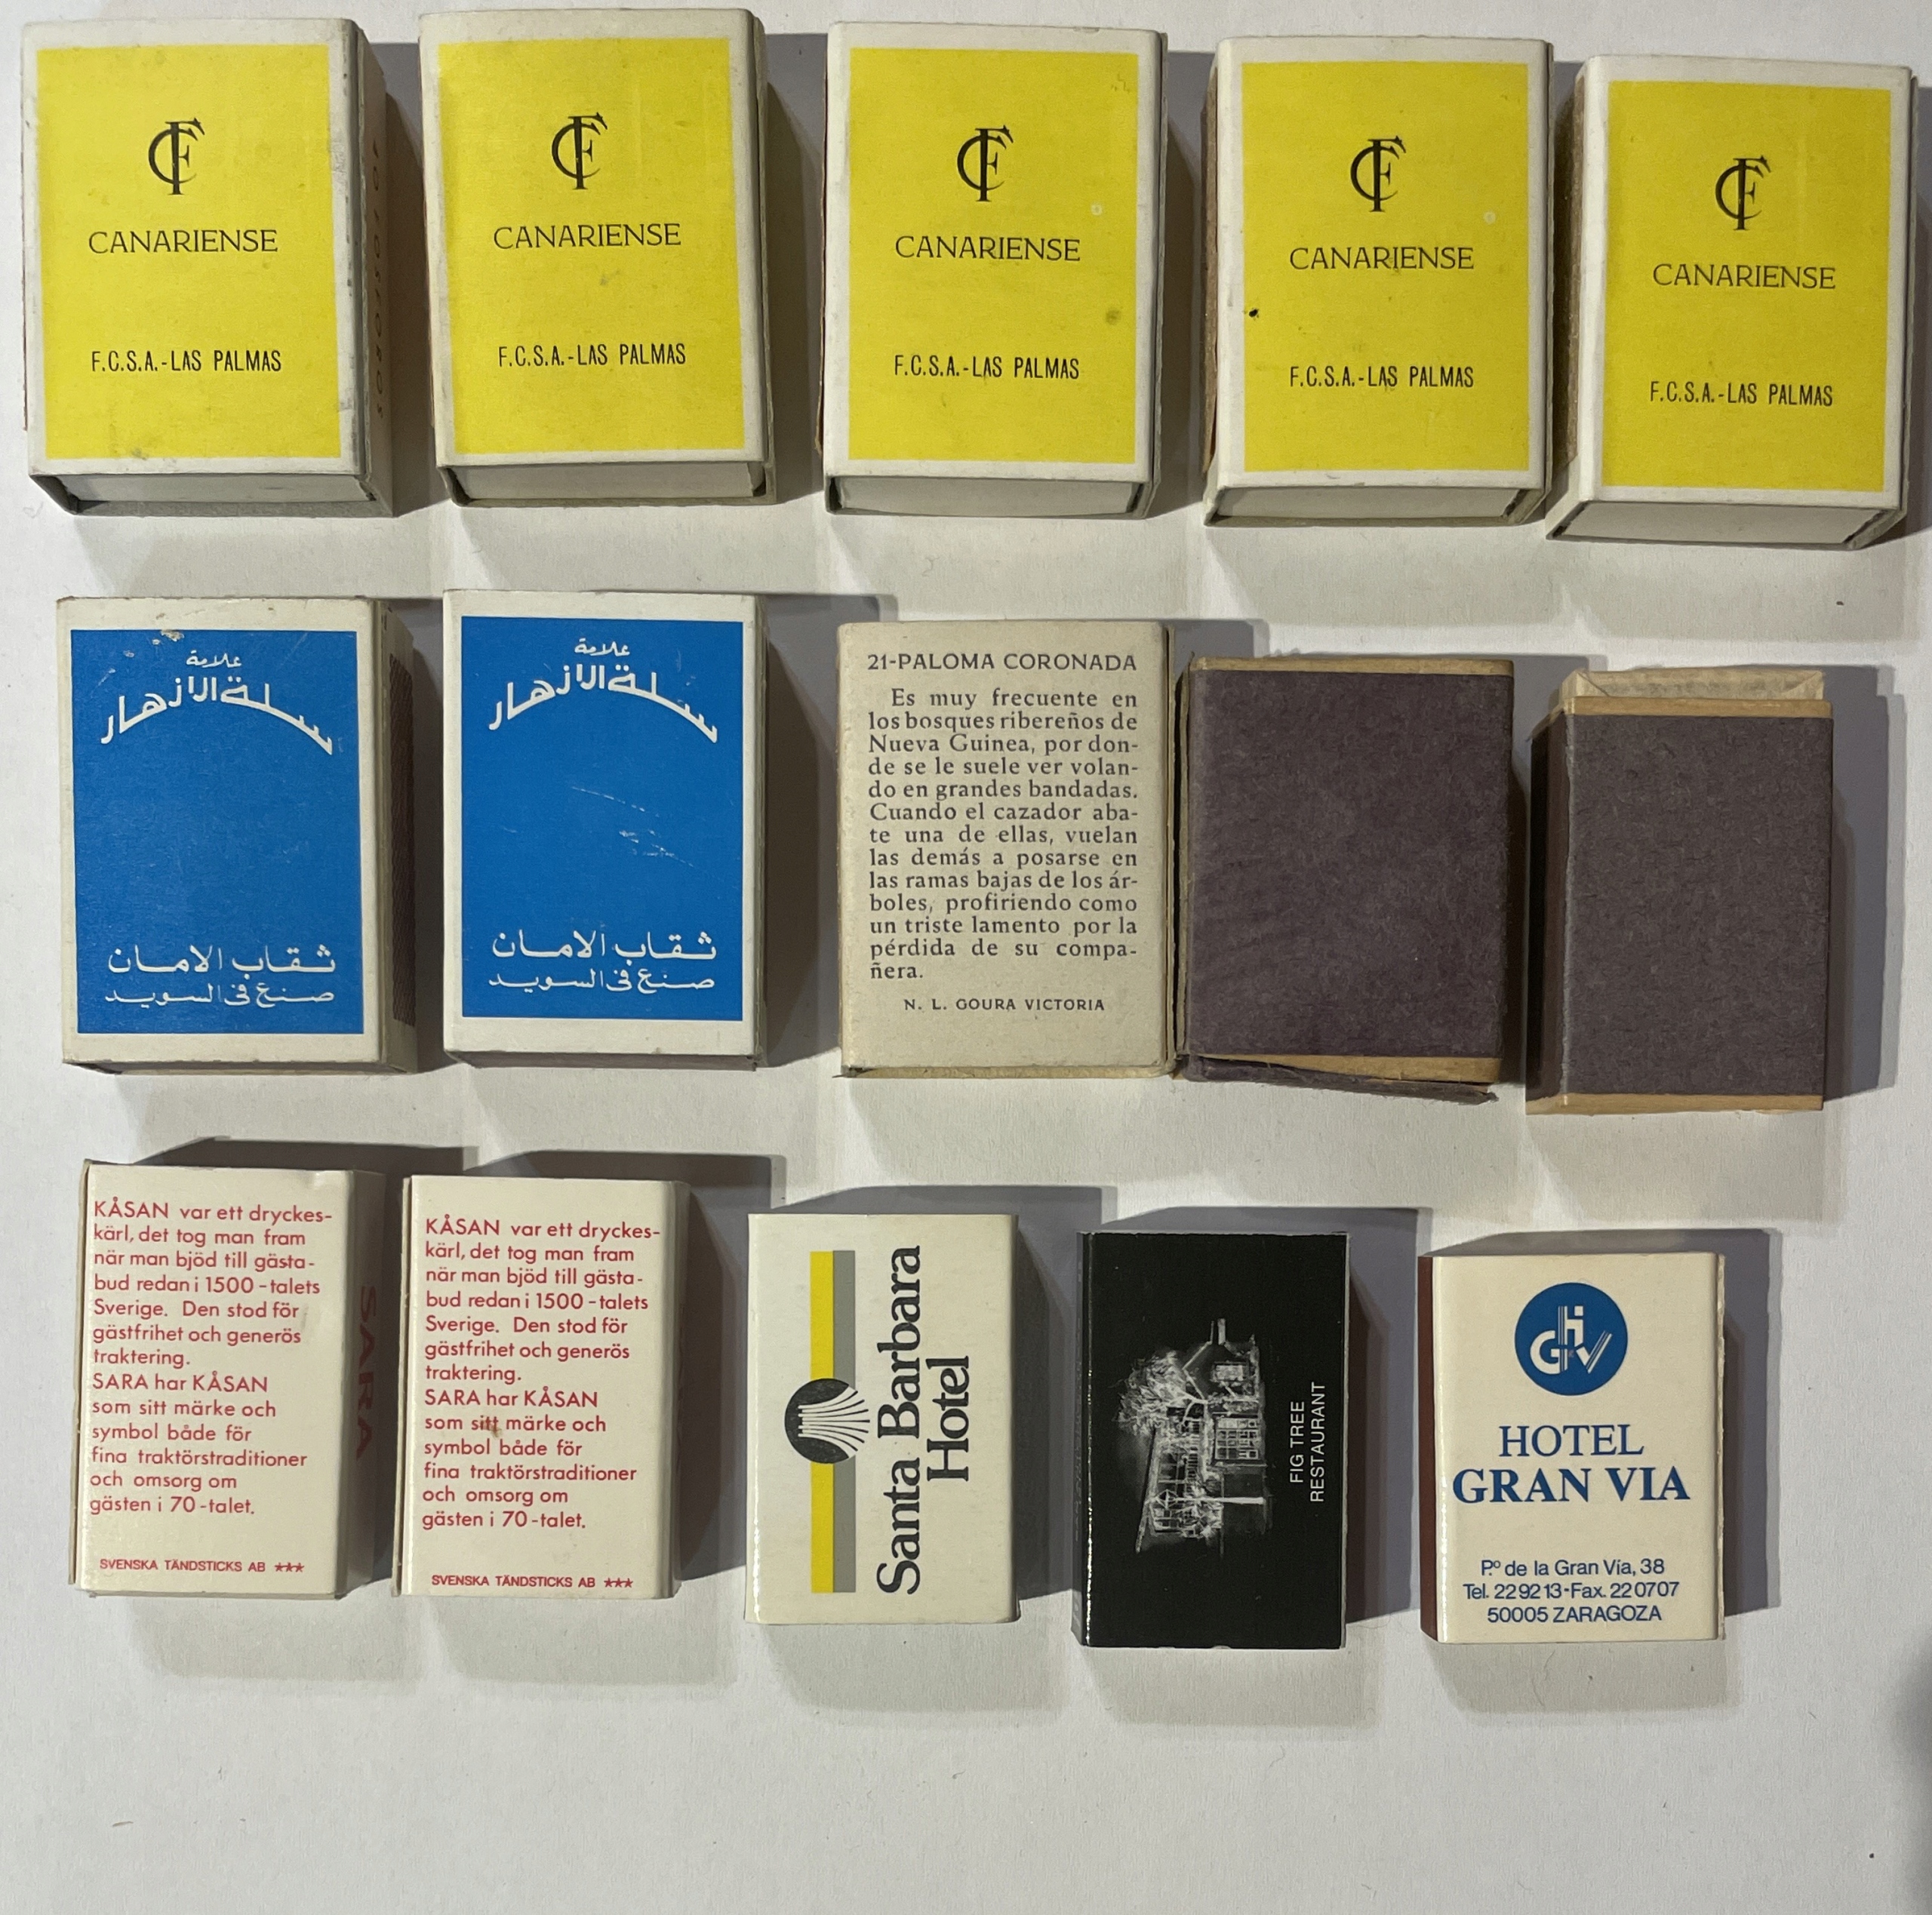 CF
CANARIENSE
F.C.S.A.-LAS PALMAS
CF
CANARIENSE
F.C.S.A.-LAS PALMAS
CF
CANARIENSE
F.C.S.A.-LAS PALMAS
CF
CANARIENSE
F.C.S.A.-LAS PALMAS
CF
CANARIENSE
F.C.S.A.-LAS PALMAS
علامة
سلة الازهار
ثقاب الامان
صنع فى السويد
علامة
سلة الازهار
ثقاب الامان
صنع فى السويد
21-PALOMA CORONADA
Es muy frecuente en
los bosques ribereños de
Nueva Guinea, por don-
de se le suele ver volan-
do en grandes bandadas.
Cuando el cazador aba-
te una de ellas, vuelan
las demás a posarse en
las ramas bajas de los ár-
boles, profiriendo como
un triste lamento por la
pérdida de su compa-
ñera.
N. L. GOURA VICTORIA
KÅSAN var ett dryckes-
kärl, det tog man fram
när man bjöd till gästa-
bud redan i 1500-talets
Sverige. Den stod för
gästfrihet och generös
traktering.
SARA har KÅSAN
som sitt märke och
symbol både för
fina traktörstraditioner
och omsorg om
gästen i 70-talet.
SVENSKA TÄNDSTICKS AB ★★★
SARA
KÅSAN var ett dryckes-
kärl, det tog man fram
när man bjöd till gästa-
bud redan i 1500-talets
Sverige. Den stod för
gästfrihet och generös
traktering.
SARA har KÅSAN
som sitt märke och
symbol både för
fina traktörstraditioner
och omsorg om
gästen i 70-talet.
SVENSKA TÄNDSTICKS AB ★★★
Santa Barbara
Hotel
FIG TREE
RESTAURANT
GHV
HOTEL
GRAN VIA
P.º de la Gran Vía, 38
Tel. 22 92 13-Fax. 22 07 07
50005 ZARAGOZA